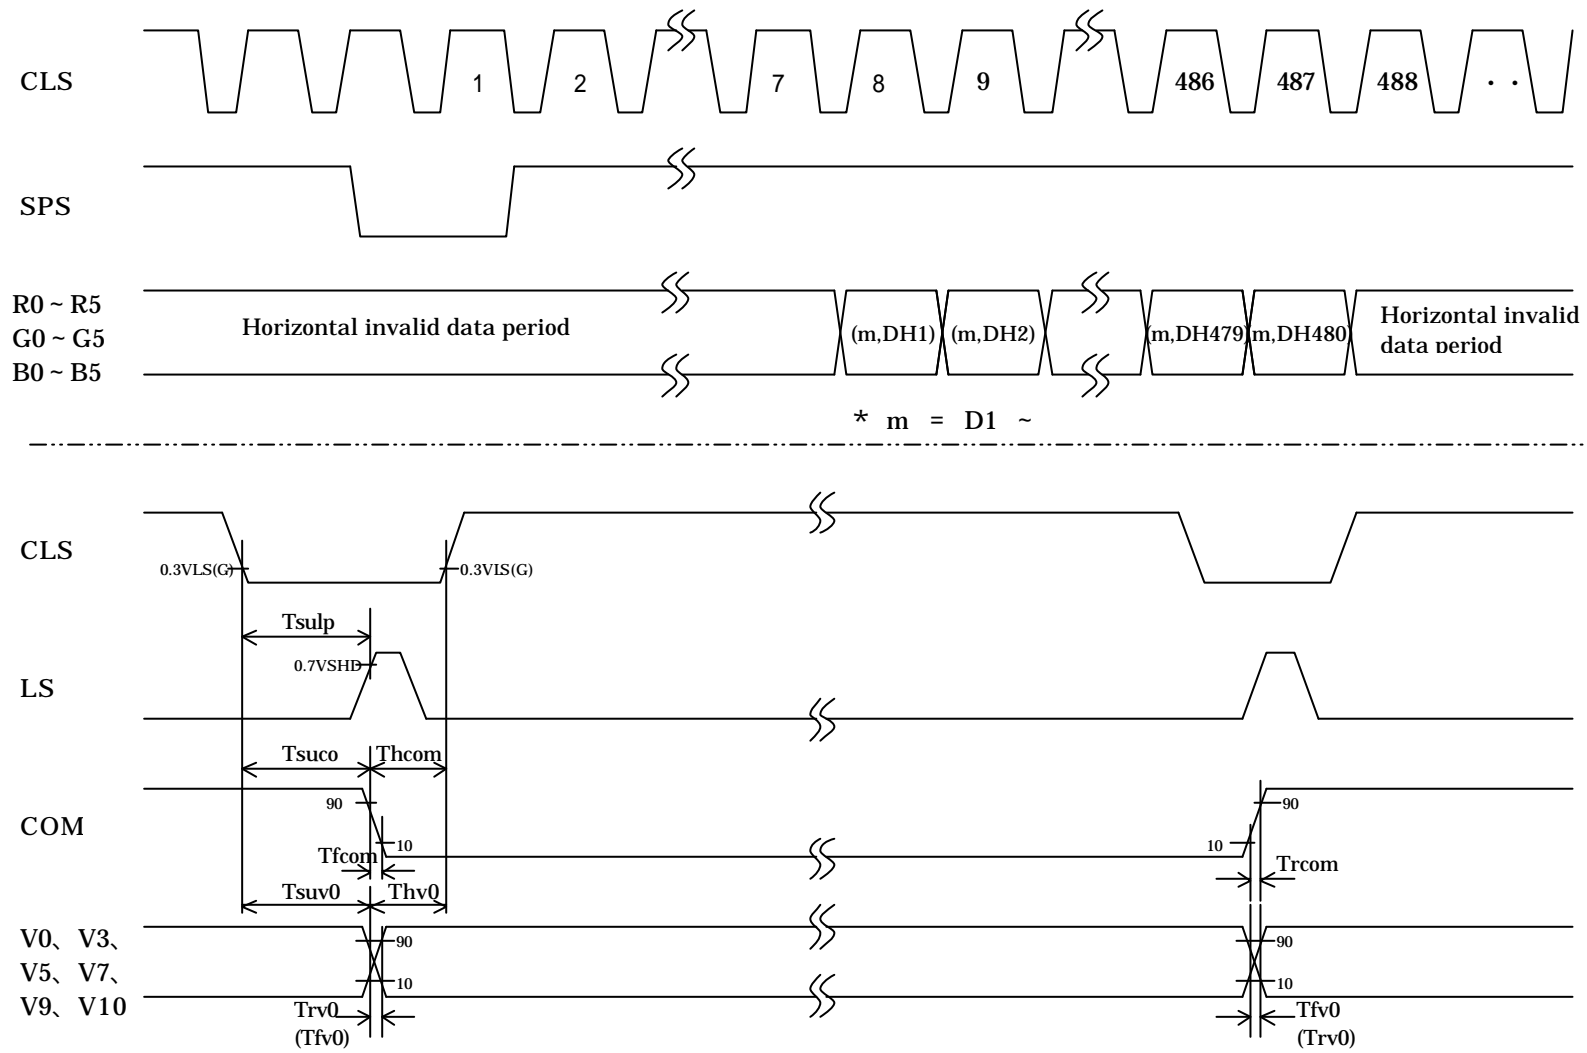 CLS
1 2 7 8 9 486 487 488 · ·
SPS
R0 ~ R5
G0 ~ G5
B0 ~ B5
Horizontal invalid data period
(m,DH1) (m,DH2) (m,DH479) (m,DH480)
Horizontal invalid
data period
* m = D1 ~
CLS
0.3VLS(G)
0.3VLS(G)
Tsulp
0.7VSHD
LS
Tsuco Thcom
90
90
COM
10
10
Tfcom
Trcom
Tsuv0 Thv0
V0、V3、
V5、V7、
V9、V10
90
90
10
10
Trv0
(Tfv0)
Tfv0
(Trv0)